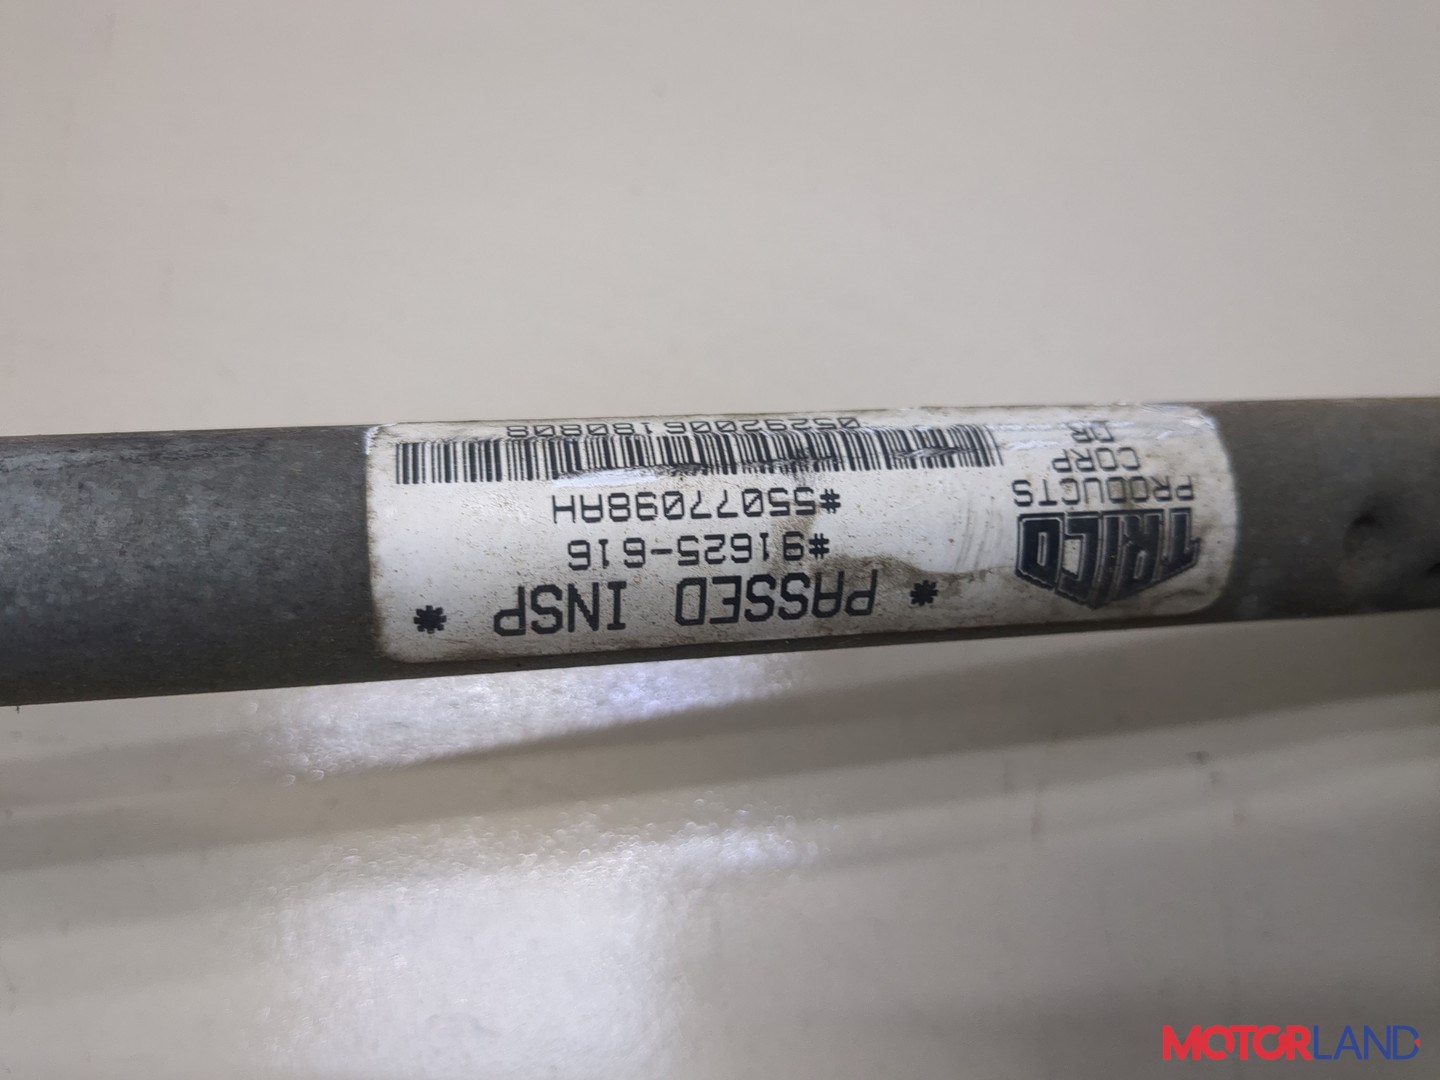 TRICO
PRODUCTS
CORP
DR
* PASSED INSP *
#91625-616
#55077098AH
05292006180808
MOTORLAND